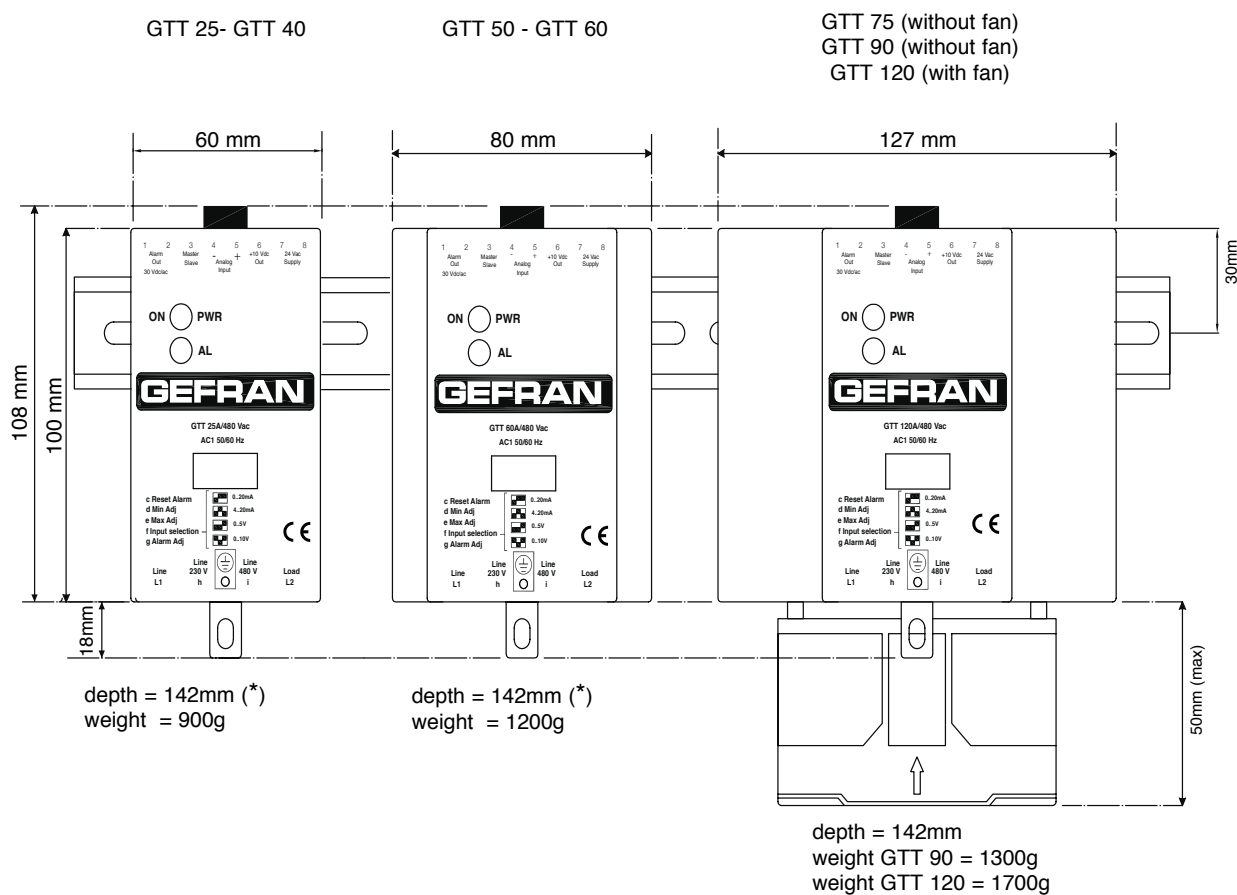 GTT 25- GTT 40
GTT 50 - GTT 60
GTT 75 (without fan)
GTT 90 (without fan)
GTT 120 (with fan)
60 mm
80 mm
127 mm
108 mm
100 mm
18mm
30mm
50mm (max)
1 2 3 4 5 6 7 8
Alarm Out 30 Vdc/ac
Master Slave
- +
Analog Input
+10 Vdc Out
24 Vac Supply
ON PWR
AL
GEFRAN
GTT 25A/480 Vac
AC1 50/60 Hz
c Reset Alarm
d Min Adj
e Max Adj
f Input selection
g Alarm Adj
0..20mA
4..20mA
0..5V
0..10V
CE
Line L1
Line 230 V h
Line 480 V i
Load L2
1 2 3 4 5 6 7 8
Alarm Out 30 Vdc/ac
Master Slave
- +
Analog Input
+10 Vdc Out
24 Vac Supply
ON PWR
AL
GEFRAN
GTT 60A/480 Vac
AC1 50/60 Hz
c Reset Alarm
d Min Adj
e Max Adj
f Input selection
g Alarm Adj
0..20mA
4..20mA
0..5V
0..10V
CE
Line L1
Line 230 V h
Line 480 V i
Load L2
1 2 3 4 5 6 7 8
Alarm Out 30 Vdc/ac
Master Slave
- +
Analog Input
+10 Vdc Out
24 Vac Supply
ON PWR
AL
GEFRAN
GTT 120A/480 Vac
AC1 50/60 Hz
c Reset Alarm
d Min Adj
e Max Adj
f Input selection
g Alarm Adj
0..20mA
4..20mA
0..5V
0..10V
CE
Line L1
Line 230 V h
Line 480 V i
Load L2
depth = 142mm (*)
weight = 900g
depth = 142mm (*)
weight = 1200g
depth = 142mm
weight GTT 90 = 1300g
weight GTT 120 = 1700g